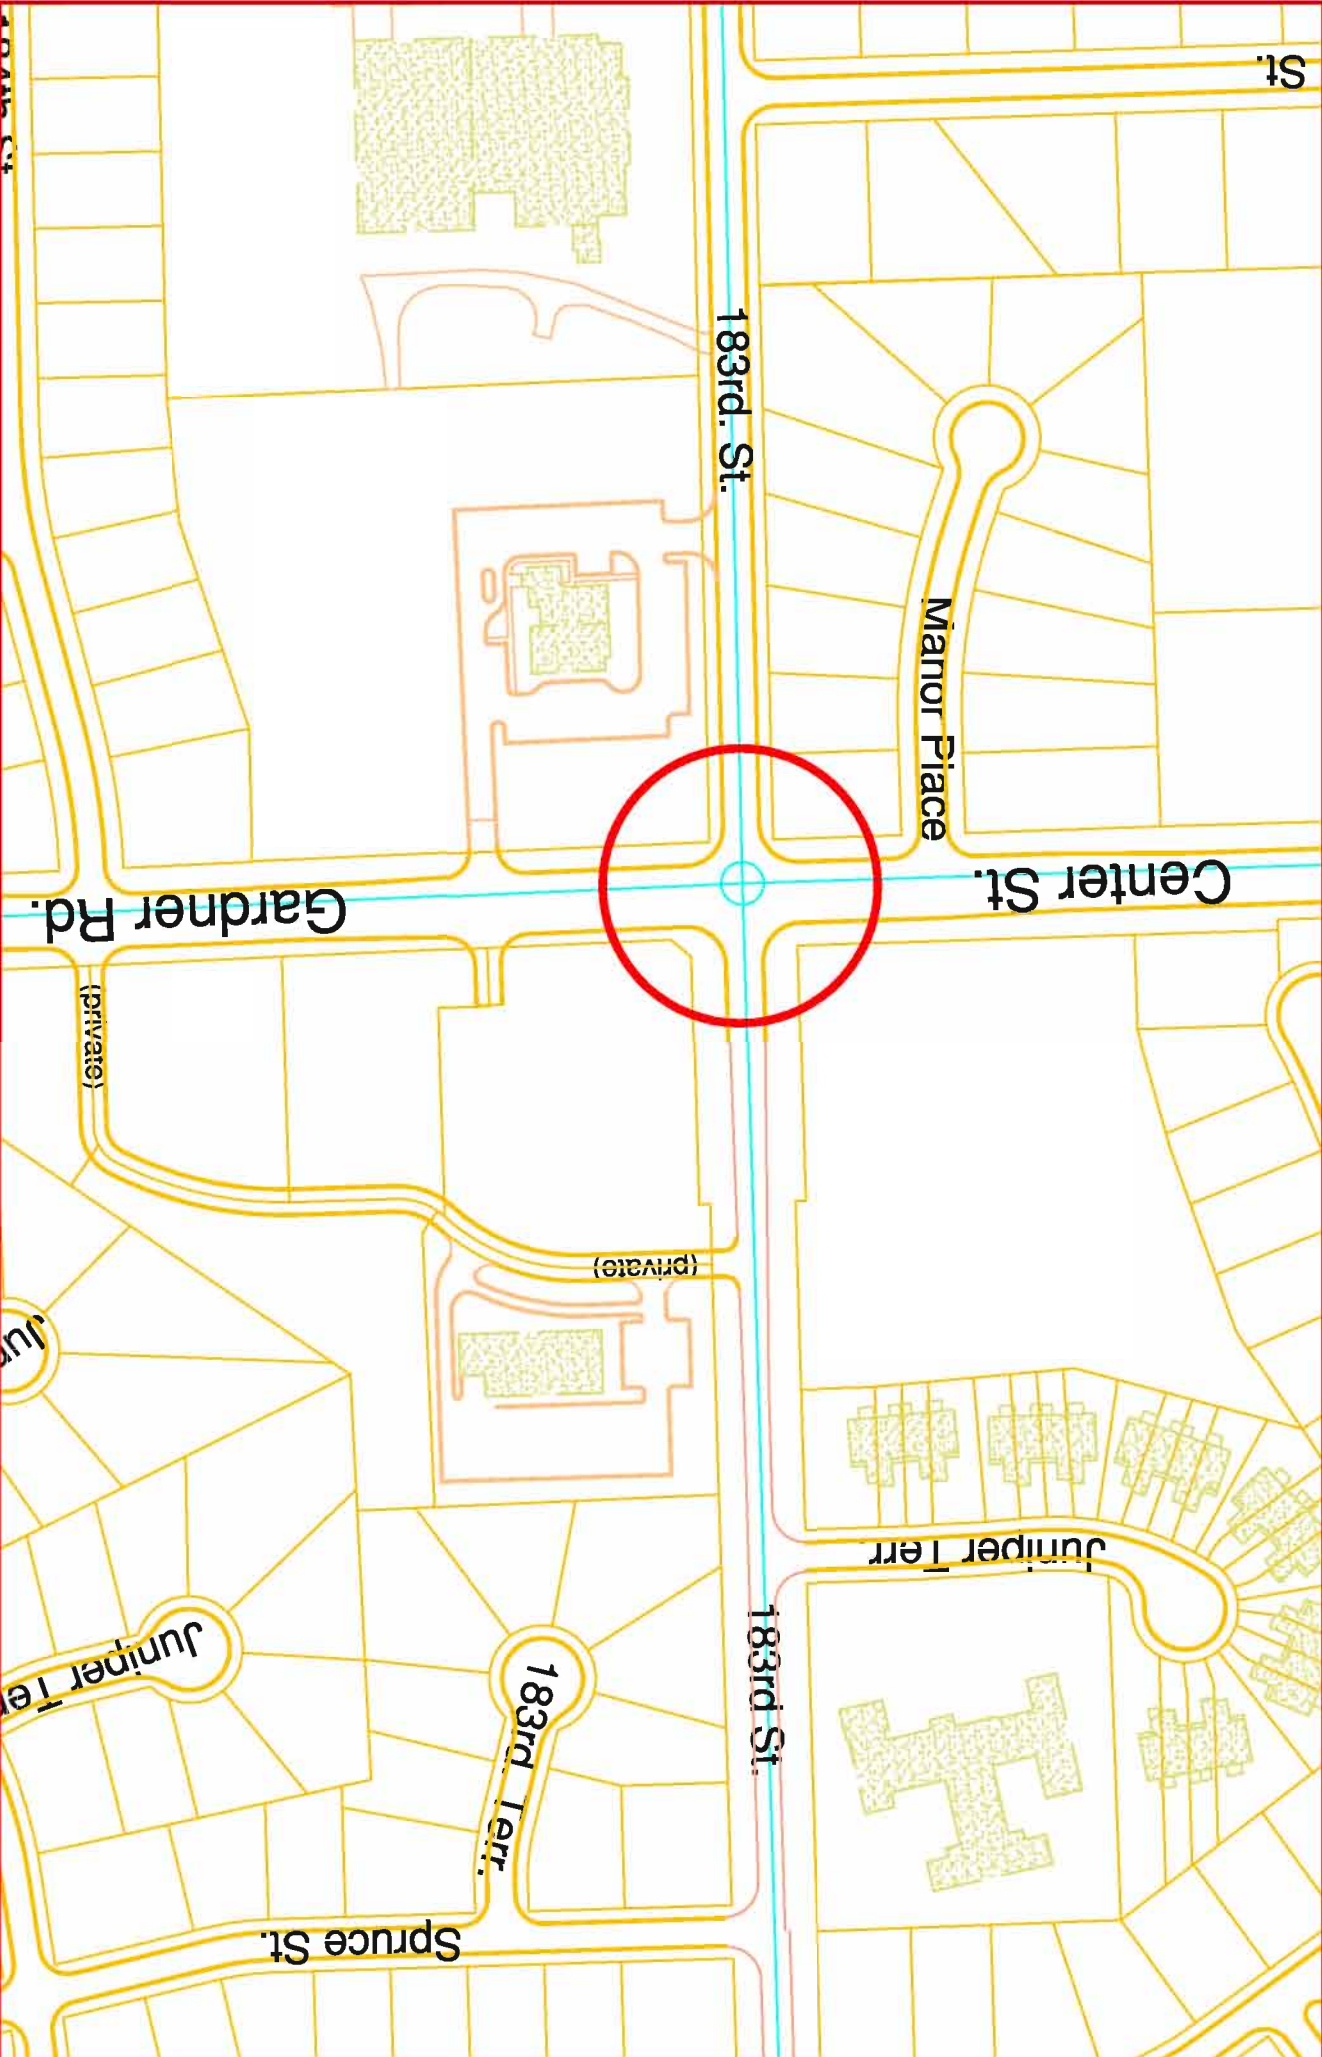 St.
183rd. St.
Manor Place
Center St.
Gardner Rd.
(private)
(private)
Juniper Terr
Juniper Ter
183rd St.
183rd. Terr.
Spruce St.